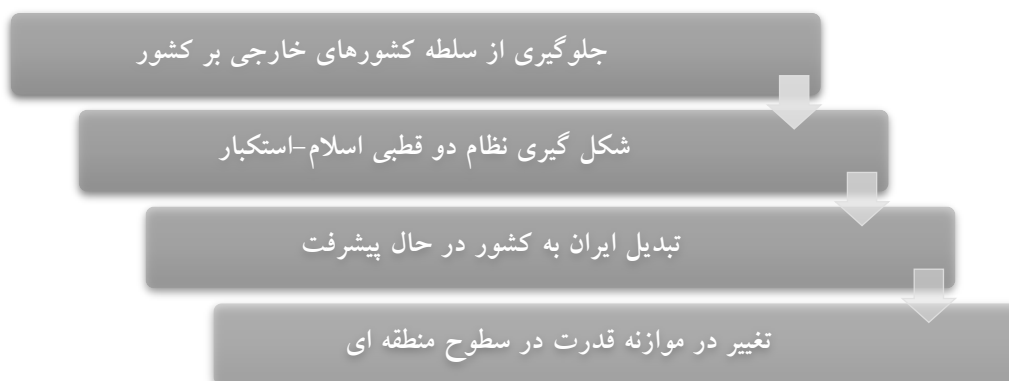 جلوگیری از سلطه کشورهای خارجی بر کشور
شکل گیری نظام دو قطبی اسلام-استکبار
تبدیل ایران به کشور در حال پیشرفت
تغییر در موازنه قدرت در سطوح منطقه ای